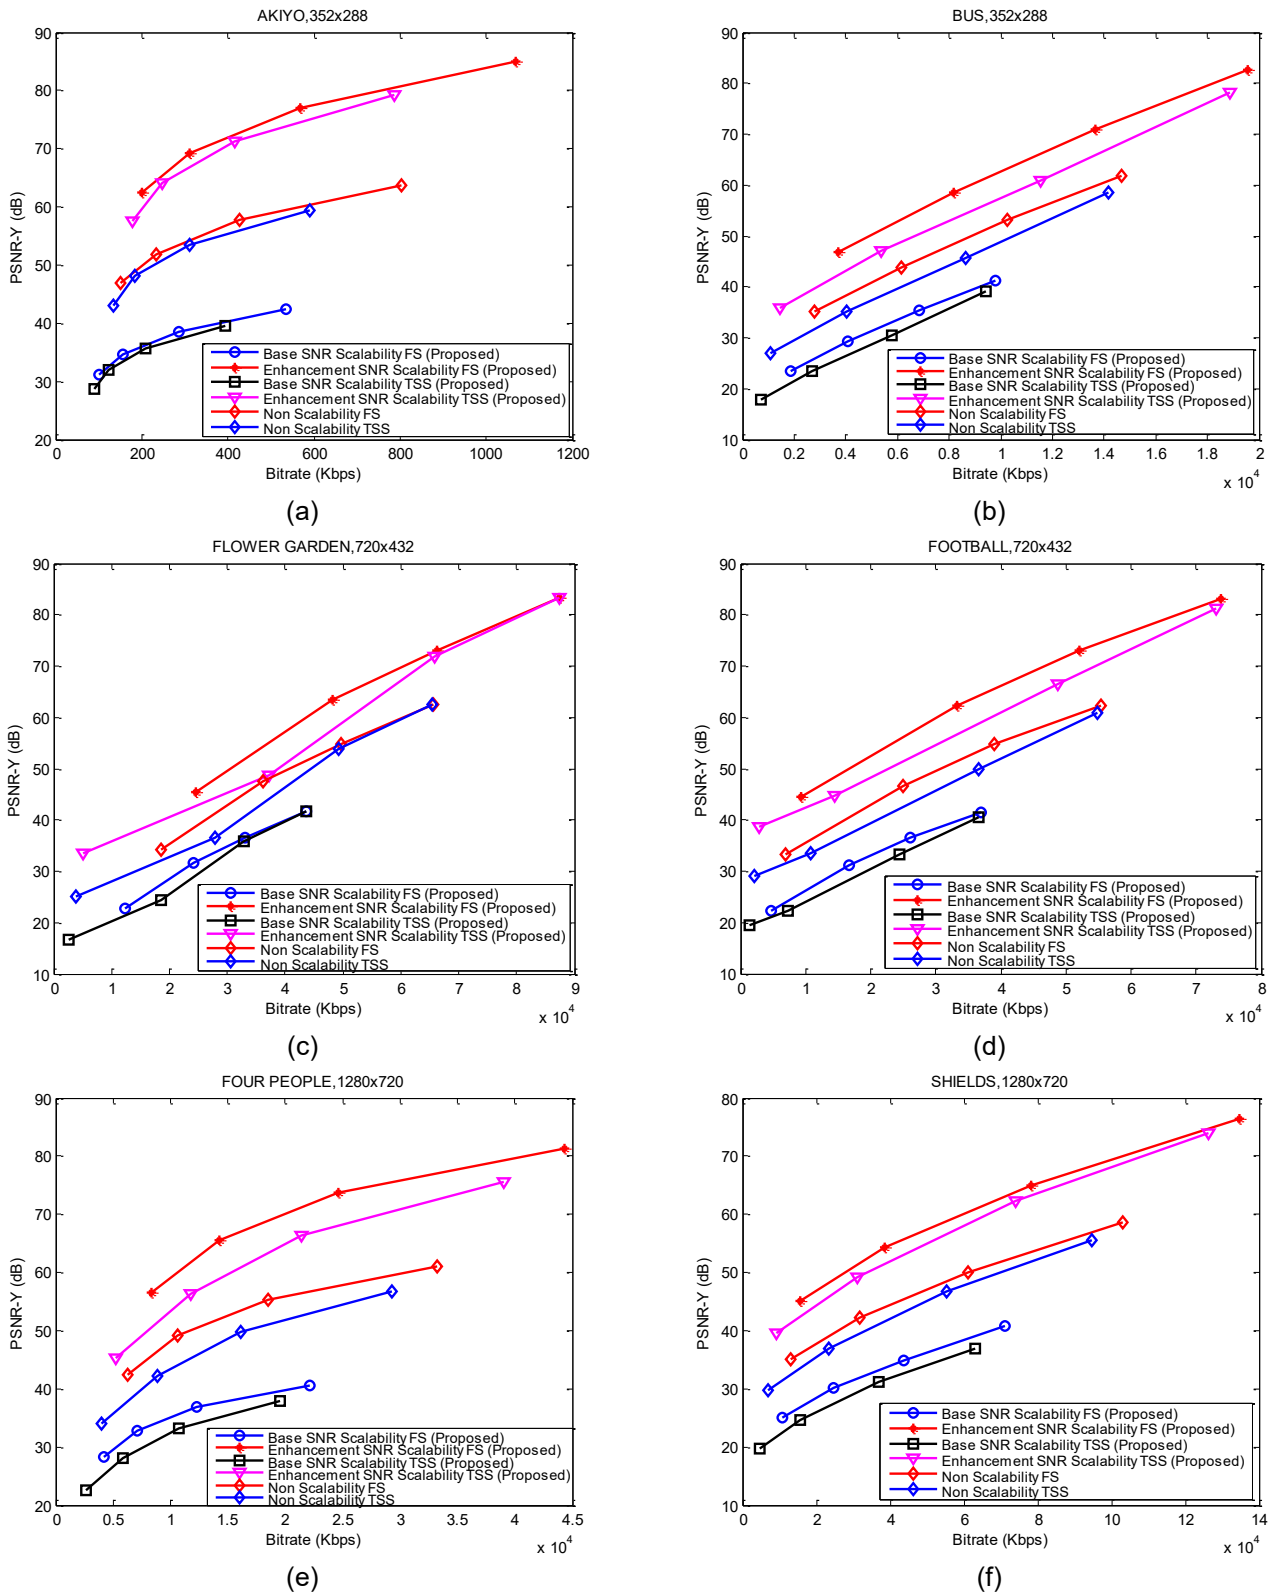 AKIYO,352x288
PSNR-Y (dB)
90
80
70
60
50
40
30
20
Base SNR Scalability FS (Proposed)
Enhancement SNR Scalability FS (Proposed)
Base SNR Scalability TSS (Proposed)
Enhancement SNR Scalability TSS (Proposed)
Non Scalability FS
Non Scalability TSS
0 200 400 600 800 1000 1200
Bitrate (Kbps)
(a)
BUS,352x288
PSNR-Y (dB)
90
80
70
60
50
40
30
20
10
Base SNR Scalability FS (Proposed)
Enhancement SNR Scalability FS (Proposed)
Base SNR Scalability TSS (Proposed)
Enhancement SNR Scalability TSS (Proposed)
Non Scalability FS
Non Scalability TSS
0 0.2 0.4 0.6 0.8 1 1.2 1.4 1.6 1.8 2
Bitrate (Kbps)
x 10^4
(b)
FLOWER GARDEN,720x432
PSNR-Y (dB)
90
80
70
60
50
40
30
20
10
Base SNR Scalability FS (Proposed)
Enhancement SNR Scalability FS (Proposed)
Base SNR Scalability TSS (Proposed)
Enhancement SNR Scalability TSS (Proposed)
Non Scalability FS
Non Scalability TSS
0 1 2 3 4 5 6 7 8 9
Bitrate (Kbps)
x 10^4
(c)
FOOTBALL,720x432
PSNR-Y (dB)
90
80
70
60
50
40
30
20
10
Base SNR Scalability FS (Proposed)
Enhancement SNR Scalability FS (Proposed)
Base SNR Scalability TSS (Proposed)
Enhancement SNR Scalability TSS (Proposed)
Non Scalability FS
Non Scalability TSS
0 1 2 3 4 5 6 7 8
Bitrate (Kbps)
x 10^4
(d)
FOUR PEOPLE,1280x720
PSNR-Y (dB)
90
80
70
60
50
40
30
20
Base SNR Scalability FS (Proposed)
Enhancement SNR Scalability FS (Proposed)
Base SNR Scalability TSS (Proposed)
Enhancement SNR Scalability TSS (Proposed)
Non Scalability FS
Non Scalability TSS
0 0.5 1 1.5 2 2.5 3 3.5 4 4.5
Bitrate (Kbps)
x 10^4
(e)
SHIELDS,1280x720
PSNR-Y (dB)
80
70
60
50
40
30
20
10
Base SNR Scalability FS (Proposed)
Enhancement SNR Scalability FS (Proposed)
Base SNR Scalability TSS (Proposed)
Enhancement SNR Scalability TSS (Proposed)
Non Scalability FS
Non Scalability TSS
0 2 4 6 8 10 12 14
Bitrate (Kbps)
x 10^4
(f)